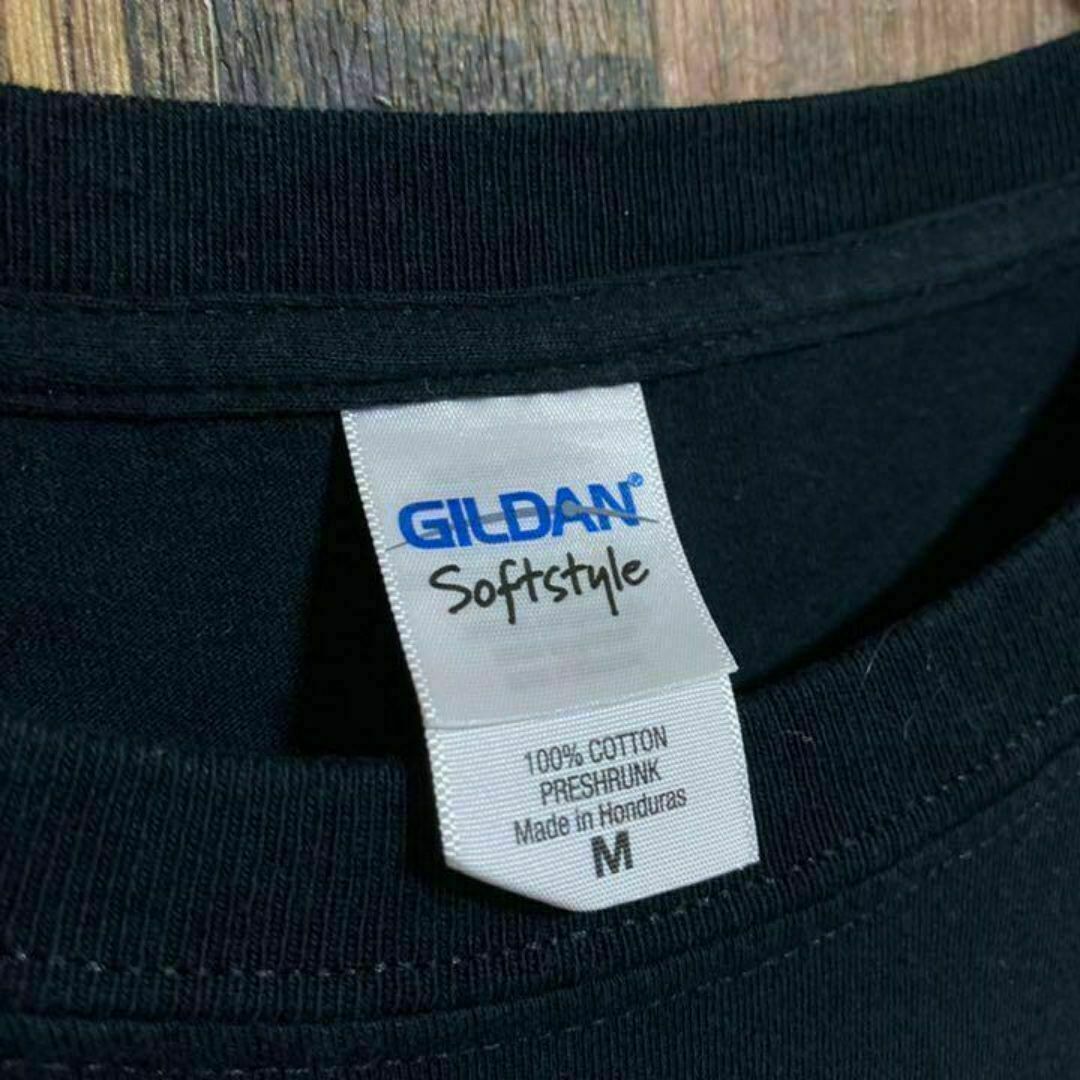 GILDAN®
Softstyle
100% COTTON
PRESHRUNK
Made in Honduras
M